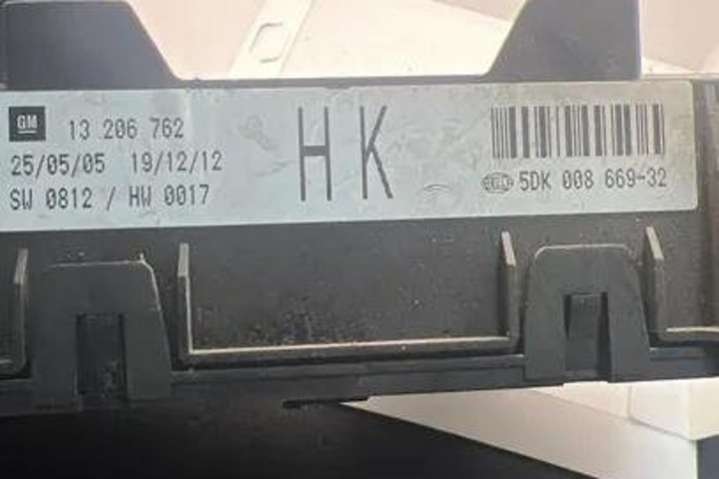 GM 13 206 762
25/05/05 19/12/12
SW 0812 / HW 0017
HK
HELLA 5DK 008 669-32